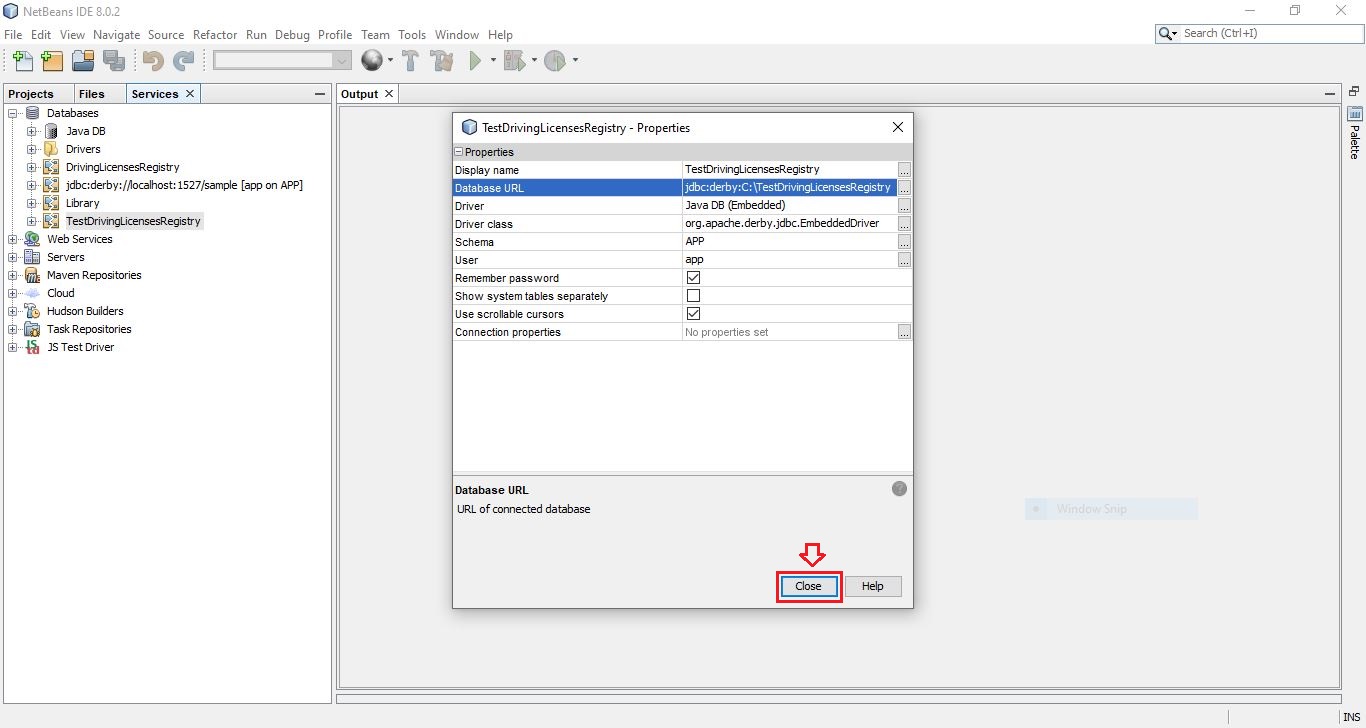 NetBeans IDE 8.0.2
File Edit View Navigate Source Refactor Run Debug Profile Team Tools Window Help
Search (Ctrl+I)
Projects Files Services
Databases
Java DB
Drivers
DrivingLicensesRegistry
jdbc:derby://localhost:1527/sample [app on APP]
Library
TestDrivingLicensesRegistry
Web Services
Servers
Maven Repositories
Cloud
Hudson Builders
Task Repositories
JS Test Driver
Output
TestDrivingLicensesRegistry - Properties
Properties
Display name TestDrivingLicensesRegistry ...
Database URL jdbc:derby:C:\TestDrivingLicensesRegistry ...
Driver Java DB (Embedded) ...
Driver class org.apache.derby.jdbc.EmbeddedDriver ...
Schema APP ...
User app ...
Remember password
Show system tables separately
Use scrollable cursors
Connection properties No properties set ...
Database URL
URL of connected database
Close Help
Window Snip
Palette
INS